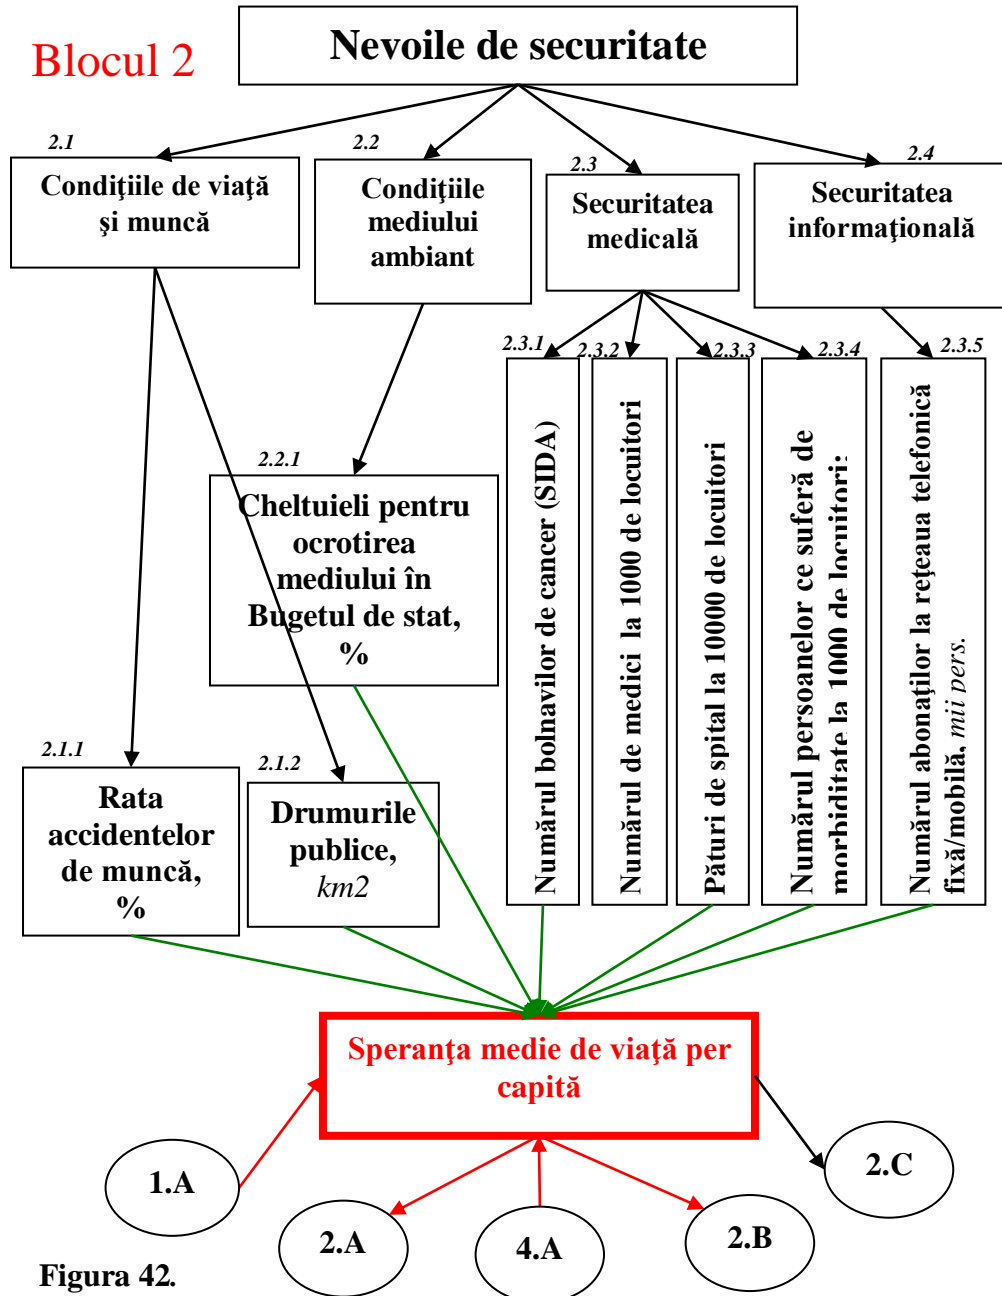 Blocul 2
Nevoile de securitate
2.1
Condiţiile de viaţă
şi muncă
2.2
Condiţiile
mediului
ambiant
2.3
Securitatea
medicală
2.4
Securitatea
informaţională
2.3.1
Numărul bolnavilor de cancer (SIDA)
2.3.2
Numărul de medici la 1000 de locuitori
2.3.3
Pături de spital la 10000 de locuitori
2.3.4
Numărul persoanelor ce suferă de
morbiditate la 1000 de locuitori:
2.3.5
Numărul abonaţilor la reţeaua telefonică
fixă/mobilă, mii pers.
2.2.1
Cheltuieli pentru
ocrotirea
mediului în
Bugetul de stat,
%
2.1.1
Rata
accidentelor
de muncă,
%
2.1.2
Drumurile
publice,
km2
Speranţa medie de viaţă per
capită
1.A
2.A
4.A
2.B
2.C
Figura 42.